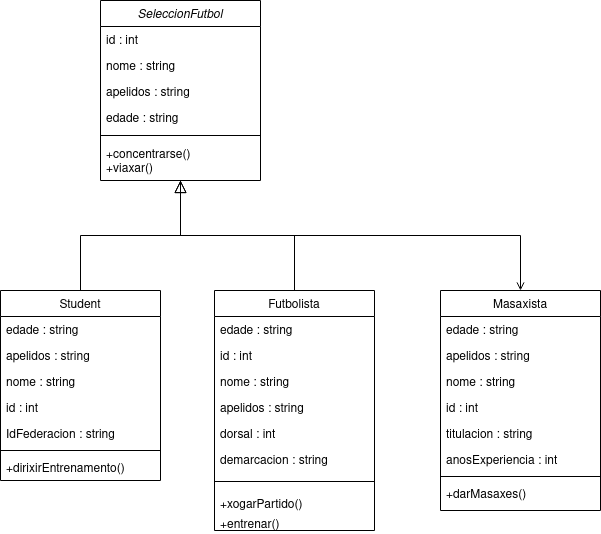 SeleccionFutbol
id : int
nome : string
apelidos : string
edade : string
+concentrarse()
+viaxar()
Student
edade : string
apelidos : string
nome : string
id : int
IdFederacion : string
+dirixirEntrenamento()
Futbolista
edade : string
id : int
nome : string
apelidos : string
dorsal : int
demarcacion : string
+xogarPartido()
+entrenar()
Masaxista
edade : string
apelidos : string
nome : string
id : int
titulacion : string
anosExperiencia : int
+darMasaxes()